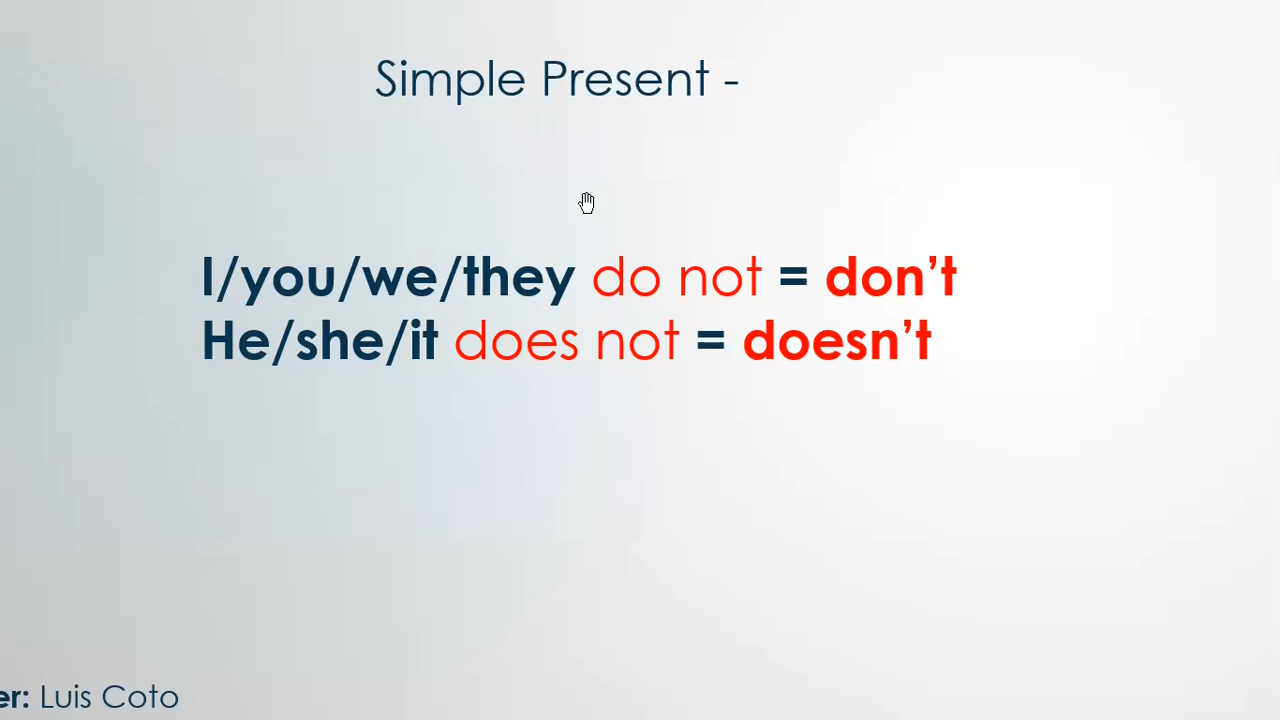 Simple Present -
I/you/we/they do not = don’t
He/she/it does not = doesn’t
er: Luis Coto